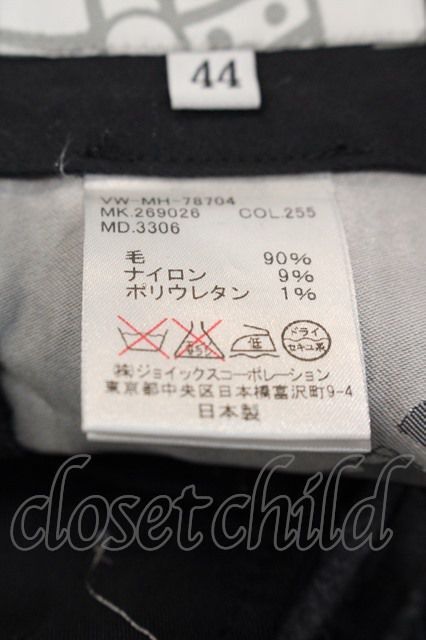 44
VW-MH-78704
MK.269026 COL.255
MD.3306
毛 90%
ナイロン 9%
ポリウレタン 1%
低 ドライ
セキユ系
㈱ジョイックスコーポレーション
東京都中央区日本橋富沢町9-4
日本製
closetchild